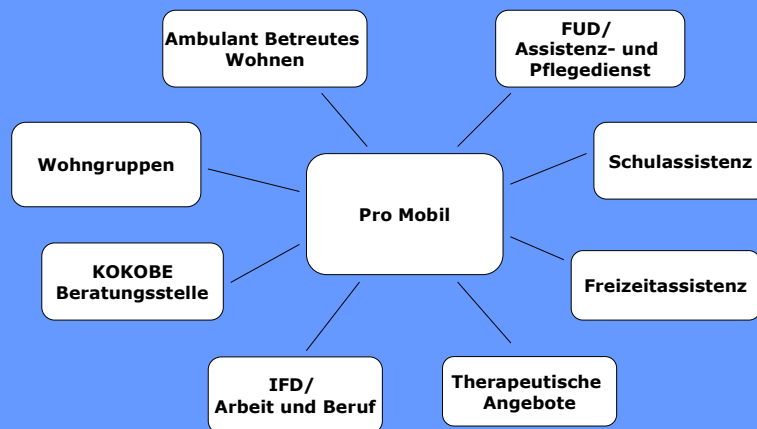 Ambulant Betreutes
Wohnen
FUD/
Assistenz- und
Pflegedienst
Wohngruppen
Schulassistenz
Pro Mobil
KOKOBE
Beratungsstelle
Freizeitassistenz
IFD/
Arbeit und Beruf
Therapeutische
Angebote